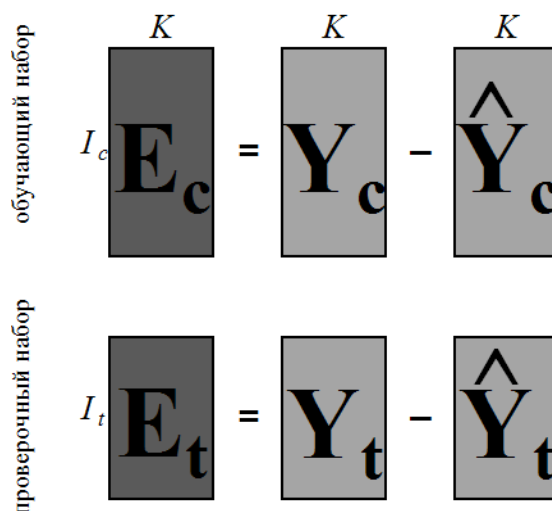 K K K
обучающий набор
I_c E_c = Y_c − Ŷ_c
проверочный набор
I_t E_t = Y_t − Ŷ_t